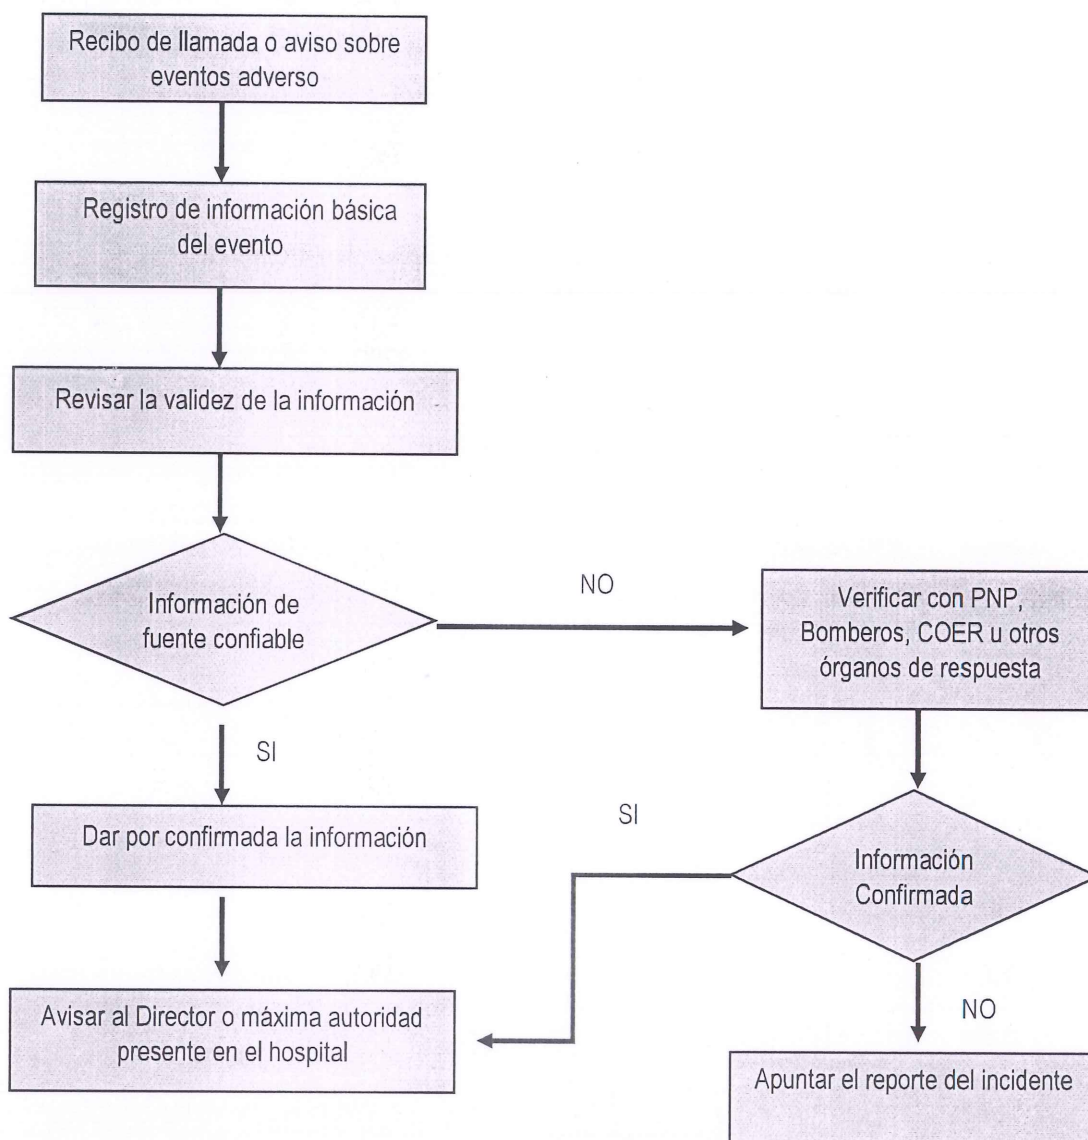 Recibo de llamada o aviso sobre
eventos adverso
Registro de información básica
del evento
Revisar la validez de la información
Información de
fuente confiable
NO
Verificar con PNP,
Bomberos, COER u otros
órganos de respuesta
SI
Dar por confirmada la información
SI
Información
Confirmada
Avisar al Director o máxima autoridad
presente en el hospital
NO
Apuntar el reporte del incidente